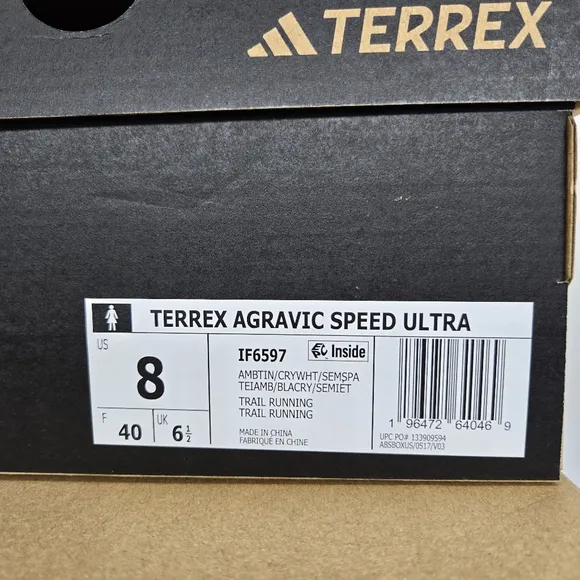 TERREX
TERREX AGRAVIC SPEED ULTRA
US
8
F
40
UK
6 1/2
IF6597
Inside
AMBTIN/CRYWHT/SEMSPA
TEIAMB/BLACRY/SEMIET
TRAIL RUNNING
TRAIL RUNNING
MADE IN CHINA
FABRIQUÉ EN CHINE
1 96472 64046 9
UPC PO# 133909594
ABSBOXUS/0517/V03